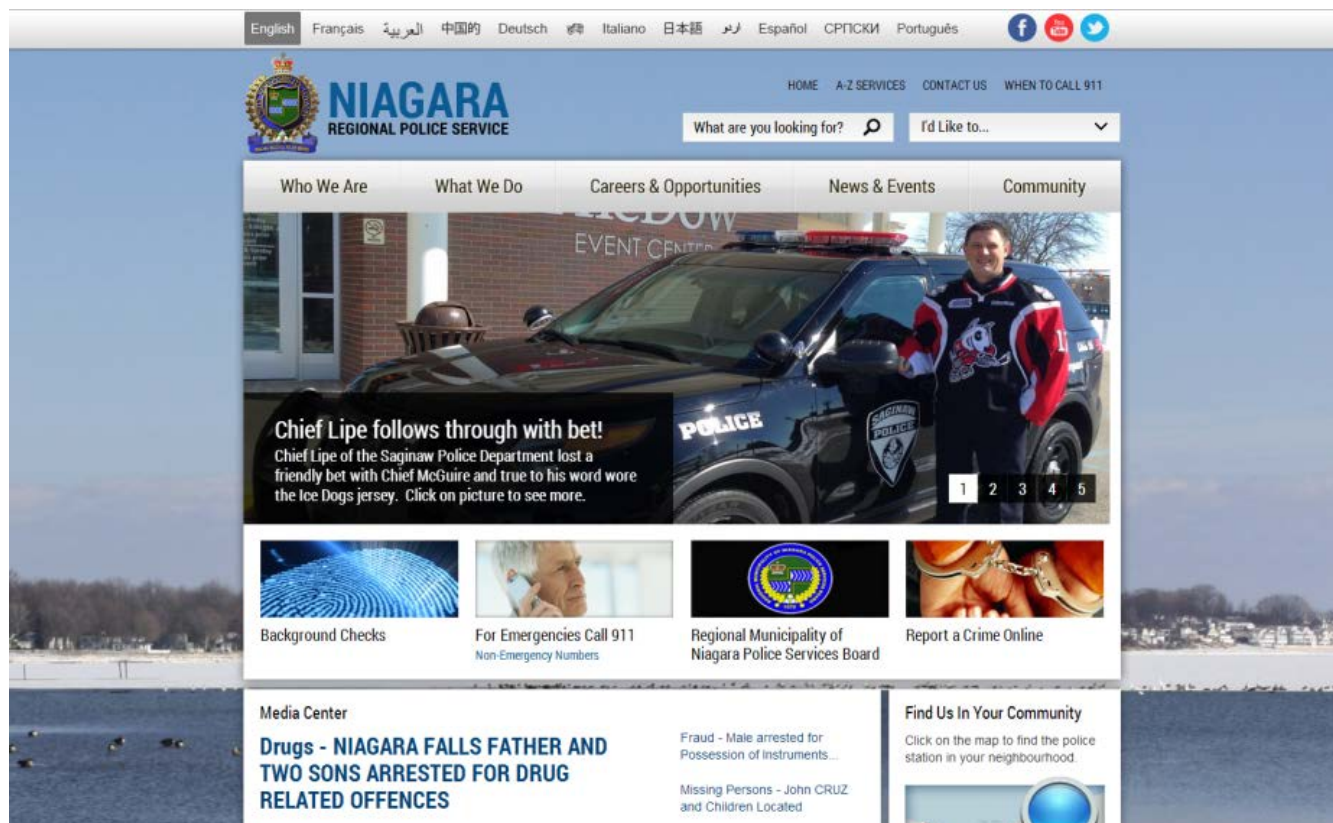 English Français العربية 中国的 Deutsch Italiano 日本語 اردو Español СРПСКИ Português
You Tube
NIAGARA
REGIONAL POLICE SERVICE
HOME A-Z SERVICES CONTACT US WHEN TO CALL 911
What are you looking for? I'd Like to...
Who We Are What We Do Careers & Opportunities News & Events Community
EVENT CENTER
POLICE
SAGINAW
POLICE
Chief Lipe follows through with bet!
Chief Lipe of the Saginaw Police Department lost a
friendly bet with Chief McGuire and true to his word wore
the Ice Dogs jersey. Click on picture to see more.
1 2 3 4 5
Background Checks
For Emergencies Call 911
Non-Emergency Numbers
Regional Municipality of
Niagara Police Services Board
Report a Crime Online
Media Center
Drugs - NIAGARA FALLS FATHER AND
TWO SONS ARRESTED FOR DRUG
RELATED OFFENCES
Fraud - Male arrested for
Possession of Instruments...
Missing Persons - John CRUZ
and Children Located
Find Us In Your Community
Click on the map to find the police
station in your neighbourhood.